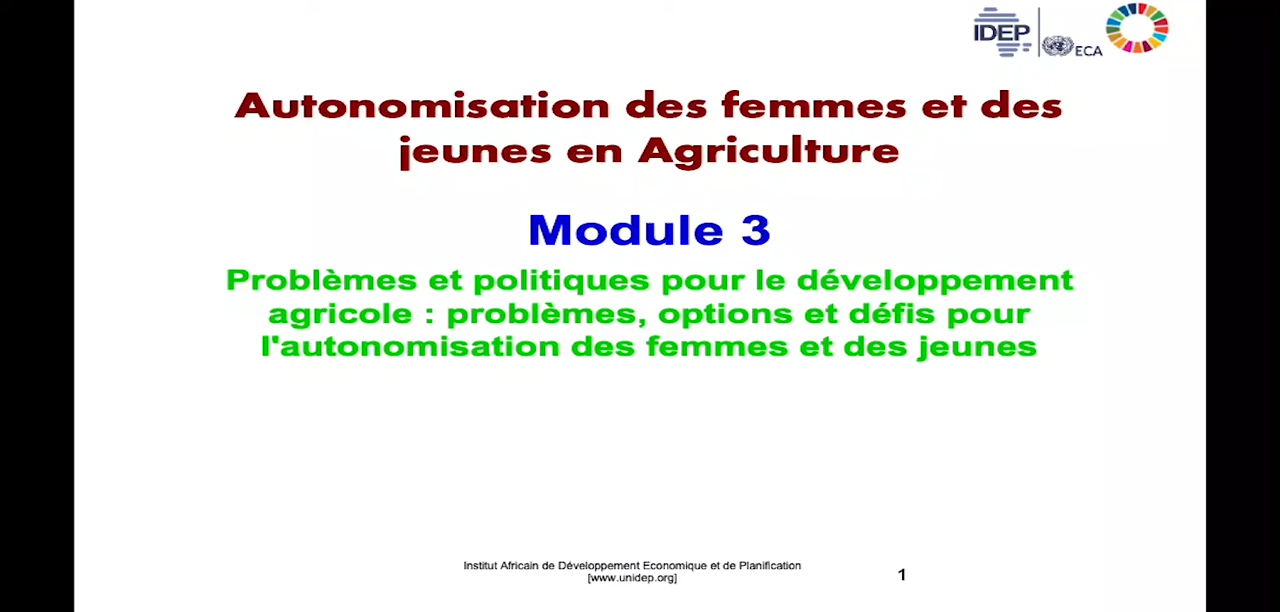 IDEP
ECA
Autonomisation des femmes et des
jeunes en Agriculture
Module 3
Problèmes et politiques pour le développement
agricole : problèmes, options et défis pour
l'autonomisation des femmes et des jeunes
Institut Africain de Développement Economique et de Planification
[www.unidep.org]
1